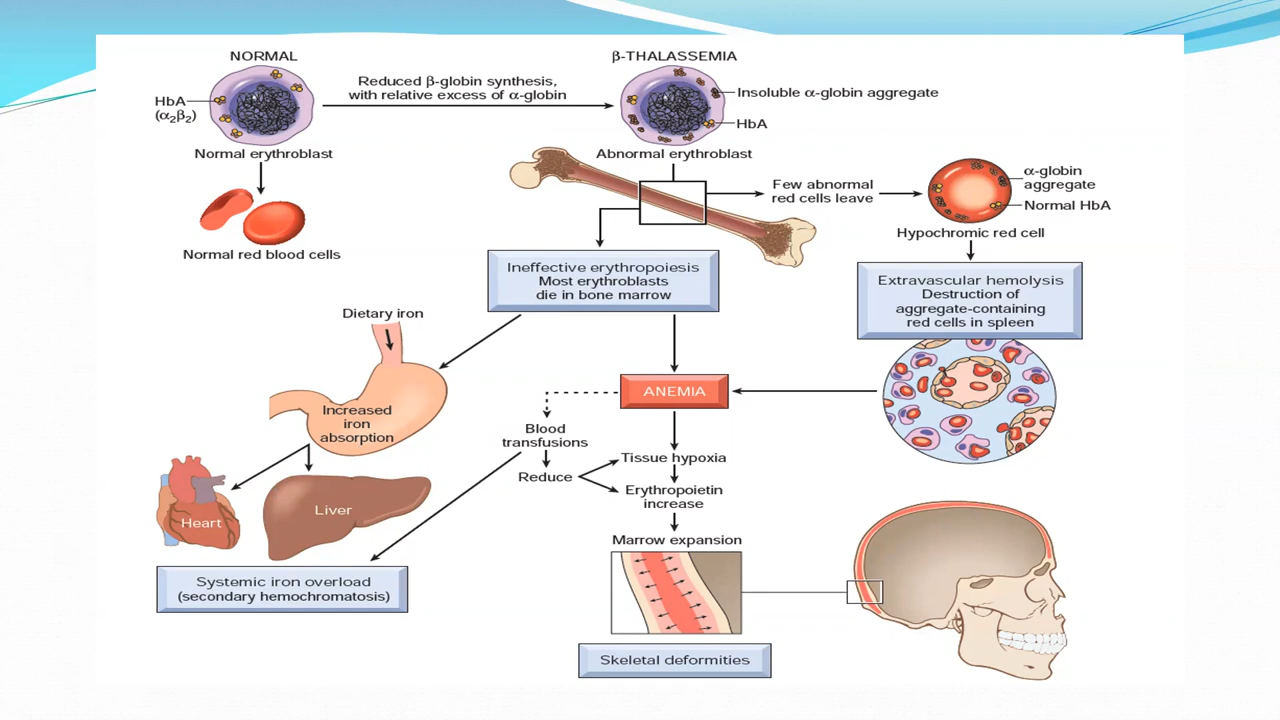 NORMAL
β-THALASSEMIA
Reduced β-globin synthesis,
with relative excess of α-globin
HbA
(α₂β₂)
Insoluble α-globin aggregate
HbA
Normal erythroblast
Abnormal erythroblast
Few abnormal
red cells leave
α-globin
aggregate
Normal HbA
Normal red blood cells
Hypochromic red cell
Ineffective erythropoiesis
Most erythroblasts
die in bone marrow
Extravascular hemolysis
Destruction of
aggregate-containing
red cells in spleen
Dietary iron
ANEMIA
Increased
iron
absorption
Blood
transfusions
Reduce
Tissue hypoxia
Erythropoietin
increase
Heart
Liver
Marrow expansion
Systemic iron overload
(secondary hemochromatosis)
Skeletal deformities